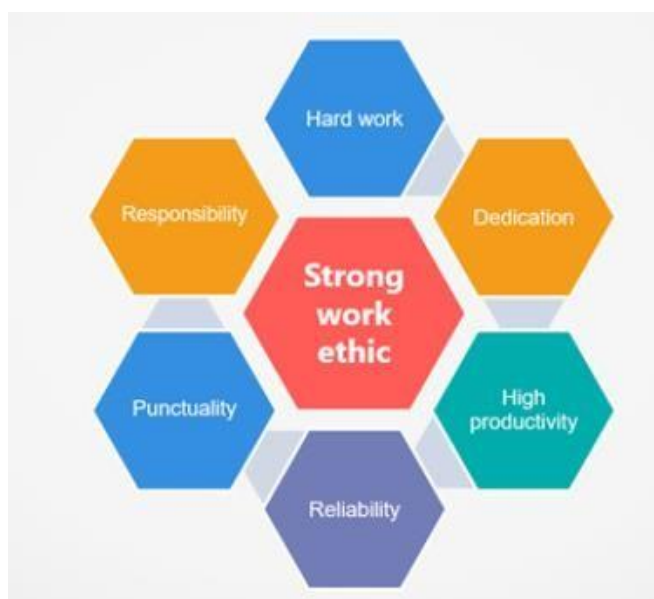 Hard work
Responsibility
Dedication
Strong
work
ethic
Punctuality
High
productivity
Reliability